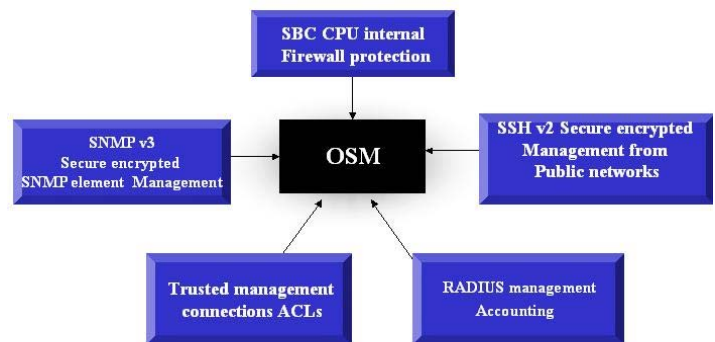 SBC CPU internal
Firewall protection
SNMP v3
Secure encrypted
SNMP element Management
OSM
SSH v2 Secure encrypted
Management from
Public networks
Trusted management
connections ACLs
RADIUS management
Accounting